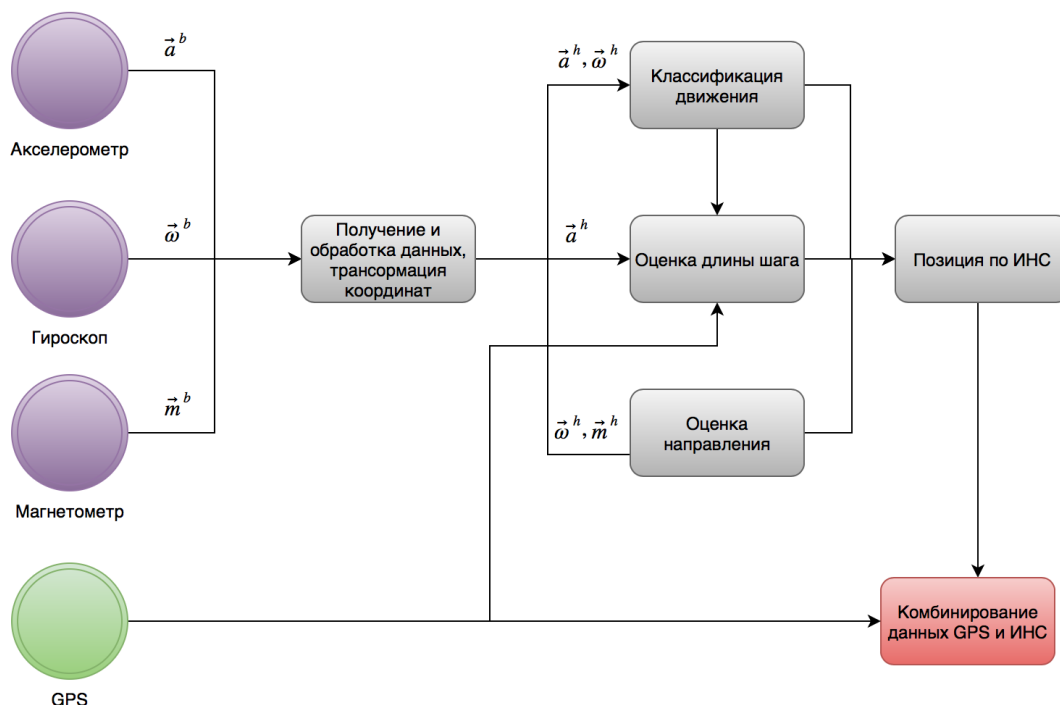 a⃗ ᵇ
Акселерометр
ω⃗ ᵇ
Гироскоп
m⃗ ᵇ
Магнетометр
GPS
Получение и
обработка данных,
трансормация
координат
a⃗ ʰ, ω⃗ ʰ
Классификация
движения
a⃗ ʰ
Оценка длины шага
ω⃗ ʰ, m⃗ ʰ
Оценка
направления
Позиция по ИНС
Комбинирование
данных GPS и ИНС